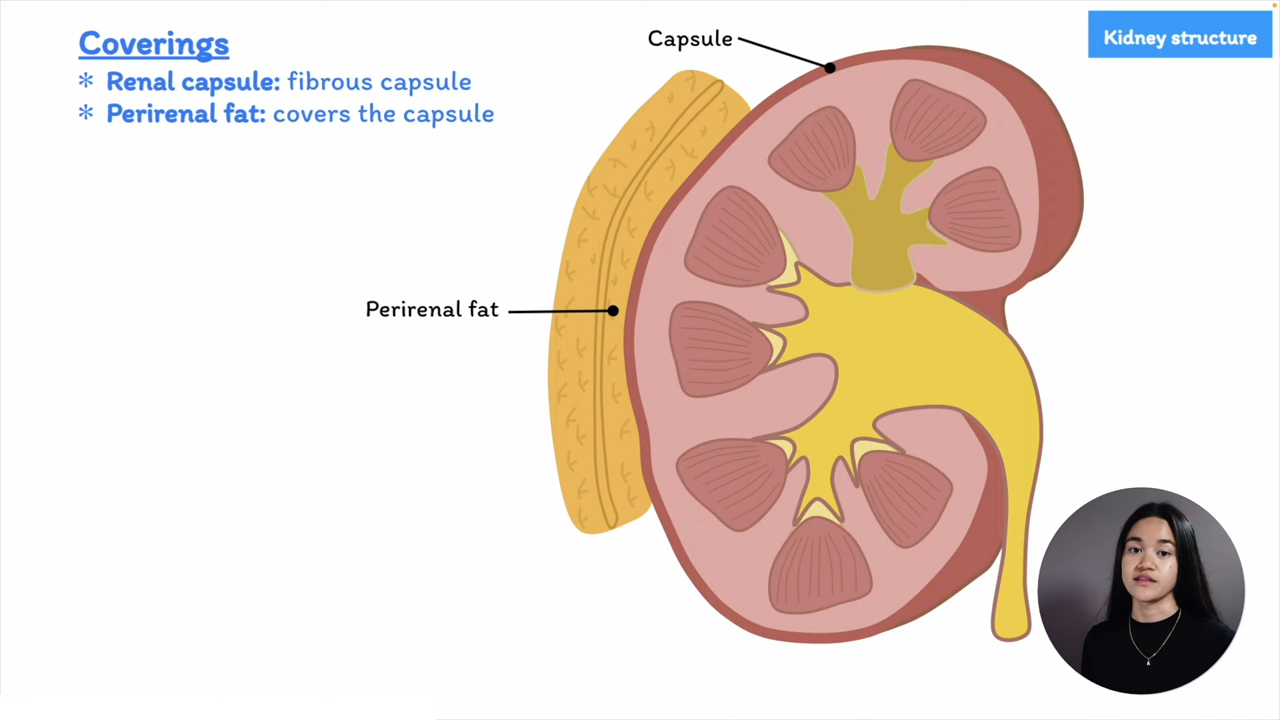 Coverings
* Renal capsule: fibrous capsule
* Perirenal fat: covers the capsule
Capsule
Kidney structure
Perirenal fat